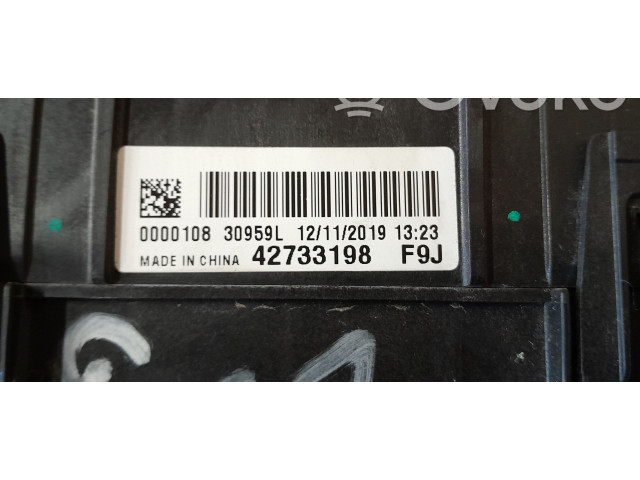 0000108 30959L 12/11/2019 13:23
MADE IN CHINA 42733198 F9J